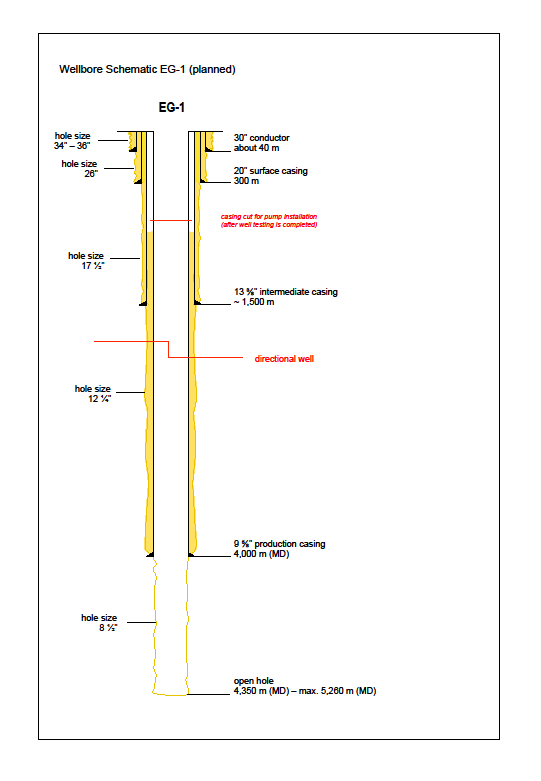 Wellbore Schematic EG-1 (planned)
EG-1
hole size
34" – 36"
30" conductor
about 40 m
hole size
26"
20" surface casing
300 m
casing cut for pump installation
(after well testing is completed)
hole size
17 ½"
13 ⅜" intermediate casing
~ 1,500 m
directional well
hole size
12 ¼"
9 ⅝" production casing
4,000 m (MD)
hole size
8 ½"
open hole
4,350 m (MD) – max. 5,260 m (MD)